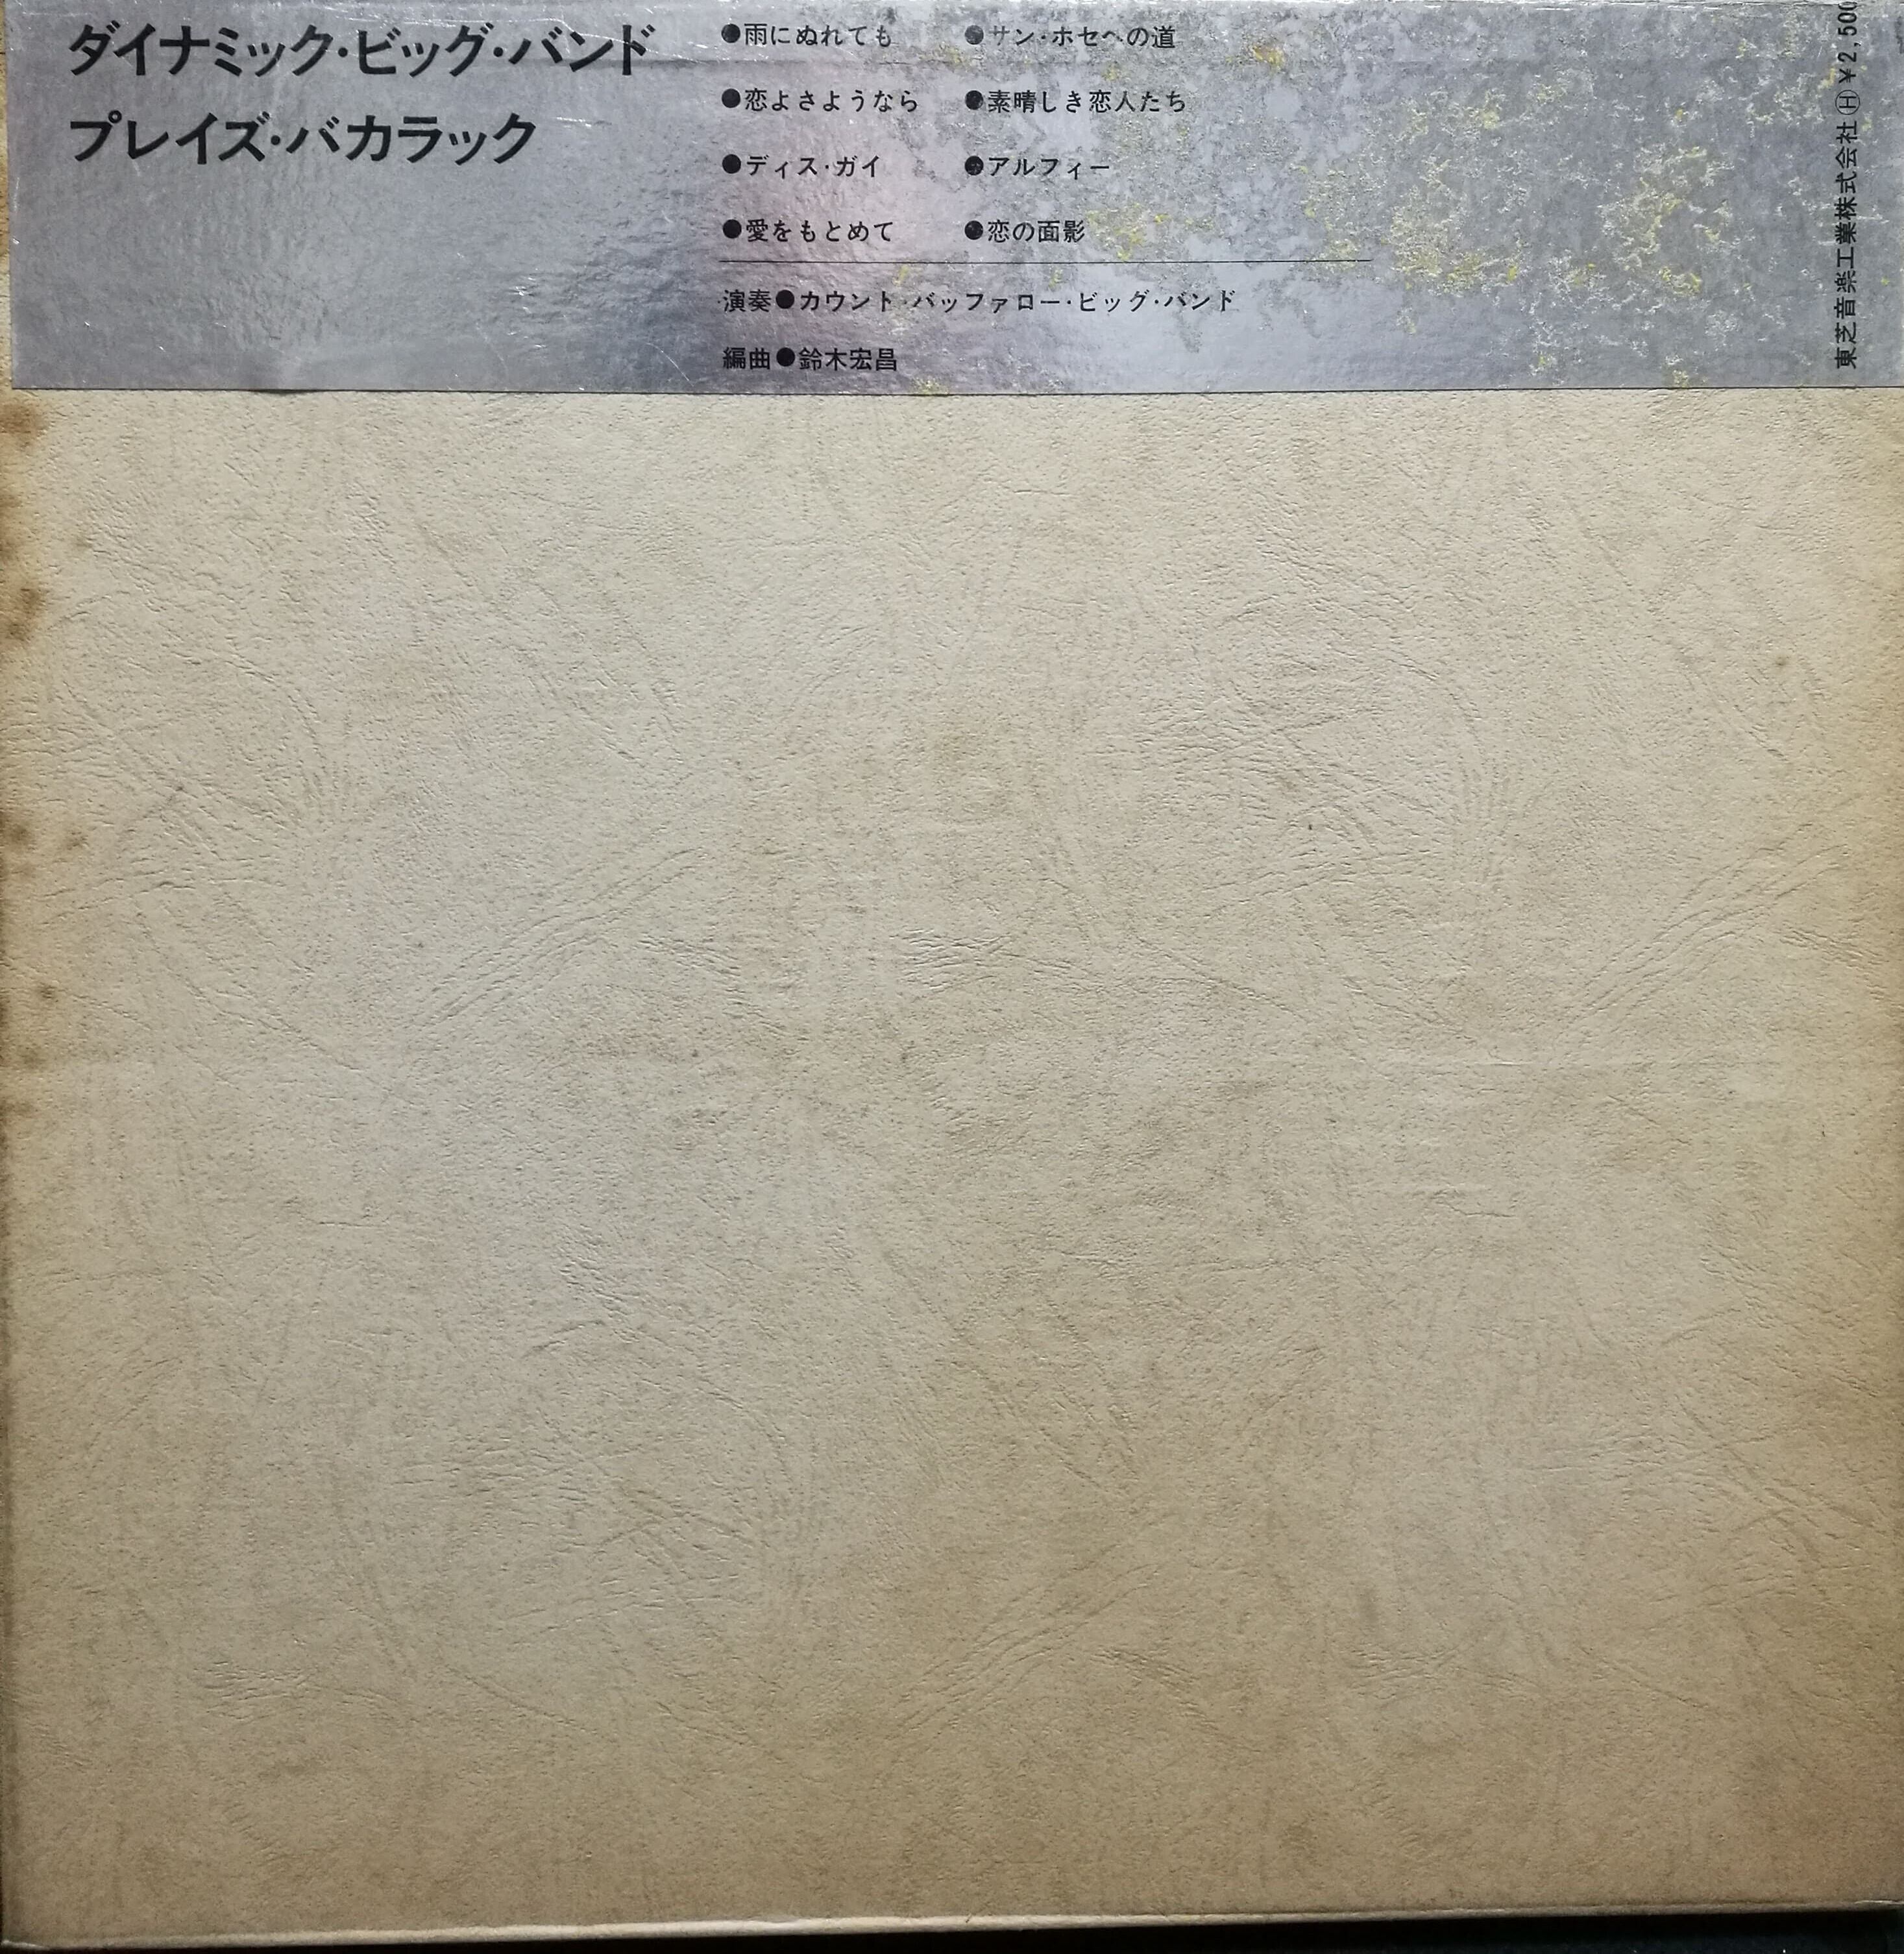 ダイナミック・ビッグ・バンド
プレイズ・バカラック
●雨にぬれても
●恋よさようなら
●ディス・ガイ
●愛をもとめて
●サン・ホセへの道
●素晴しき恋人たち
●アルフィー
●恋の面影
演奏●カウント・バッファロー・ビッグ・バンド
編曲●鈴木宏昌
東芝音楽工業株式会社Ⓗ¥2,500